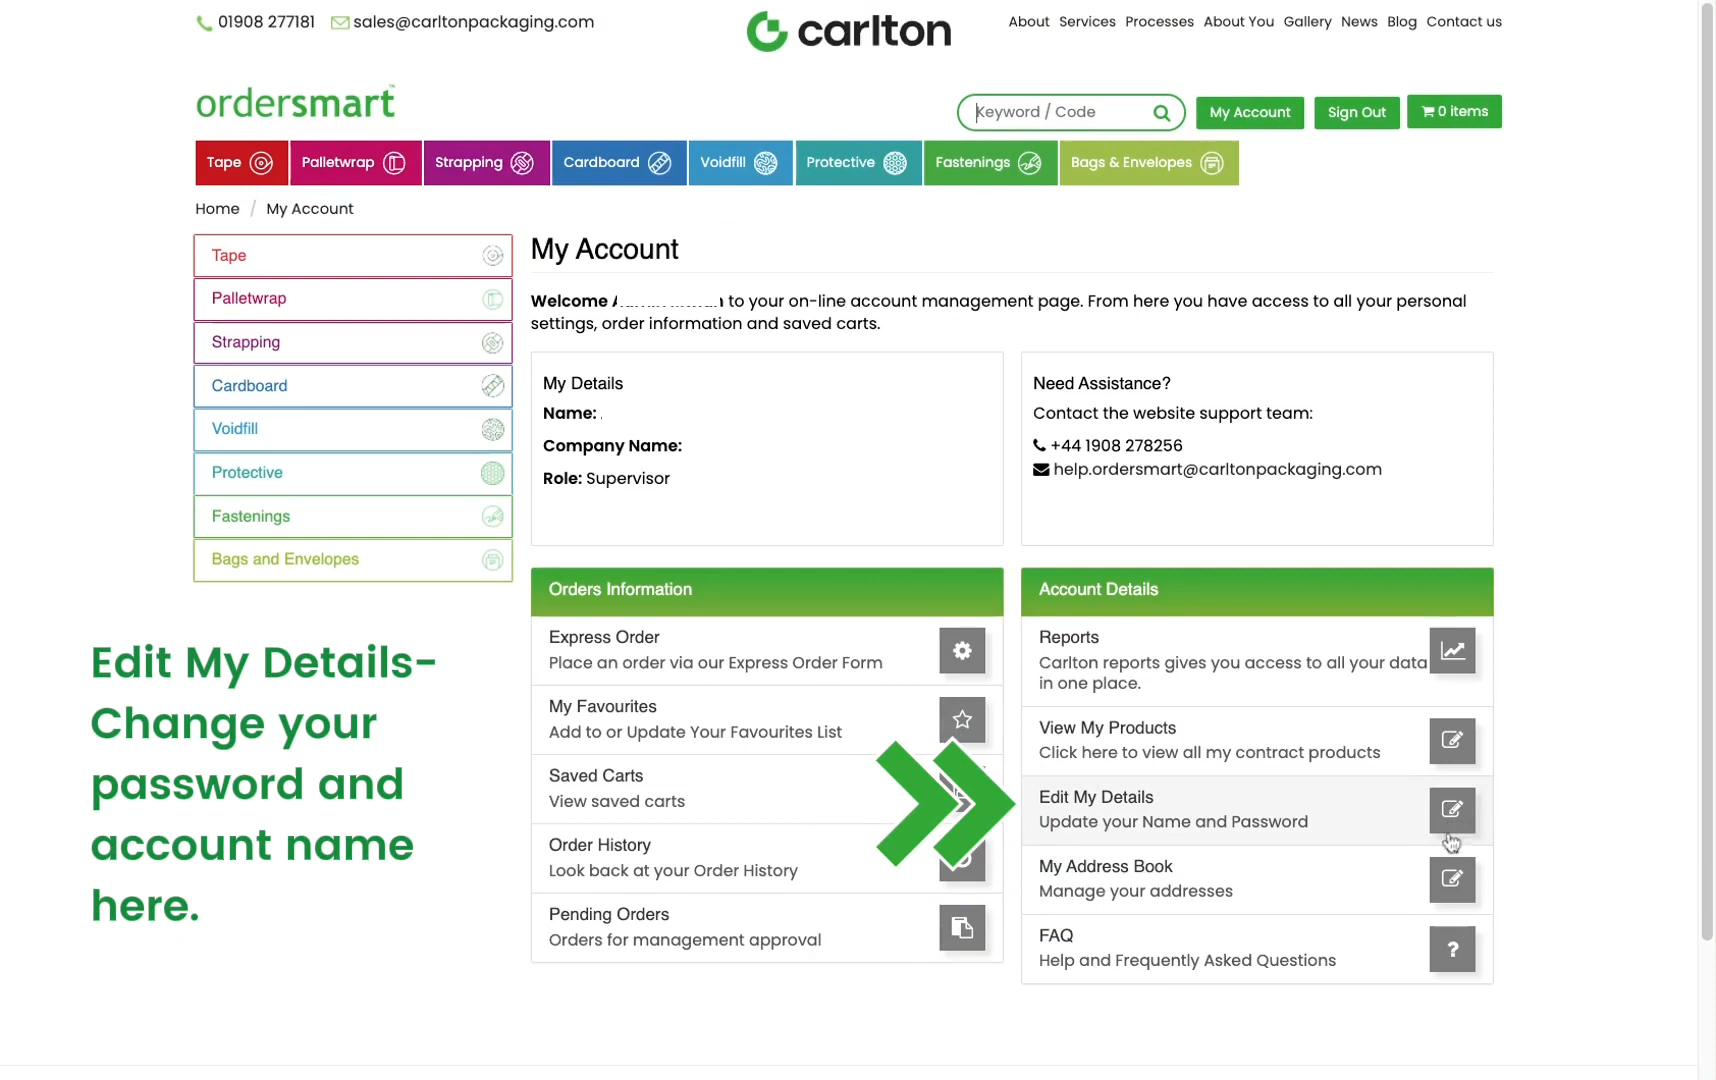 01908 277181
sales@carltonpackaging.com
carlton
About Services Processes About You Gallery News Blog Contact us
ordersmart™
Keyword / Code
My Account
Sign Out
0 items
Tape
Palletwrap
Strapping
Cardboard
Voidfill
Protective
Fastenings
Bags & Envelopes
Home / My Account
Tape
Palletwrap
Strapping
Cardboard
Voidfill
Protective
Fastenings
Bags and Envelopes
Edit My Details-
Change your
password and
account name
here.
My Account
Welcome to your on-line account management page. From here you have access to all your personal
settings, order information and saved carts.
My Details
Name:
Company Name:
Role: Supervisor
Need Assistance?
Contact the website support team:
+44 1908 278256
help.ordersmart@carltonpackaging.com
Orders Information
Express Order
Place an order via our Express Order Form
My Favourites
Add to or Update Your Favourites List
Saved Carts
View saved carts
Order History
Look back at your Order History
Pending Orders
Orders for management approval
Account Details
Reports
Carlton reports gives you access to all your data
in one place.
View My Products
Click here to view all my contract products
Edit My Details
Update your Name and Password
My Address Book
Manage your addresses
FAQ
Help and Frequently Asked Questions
?